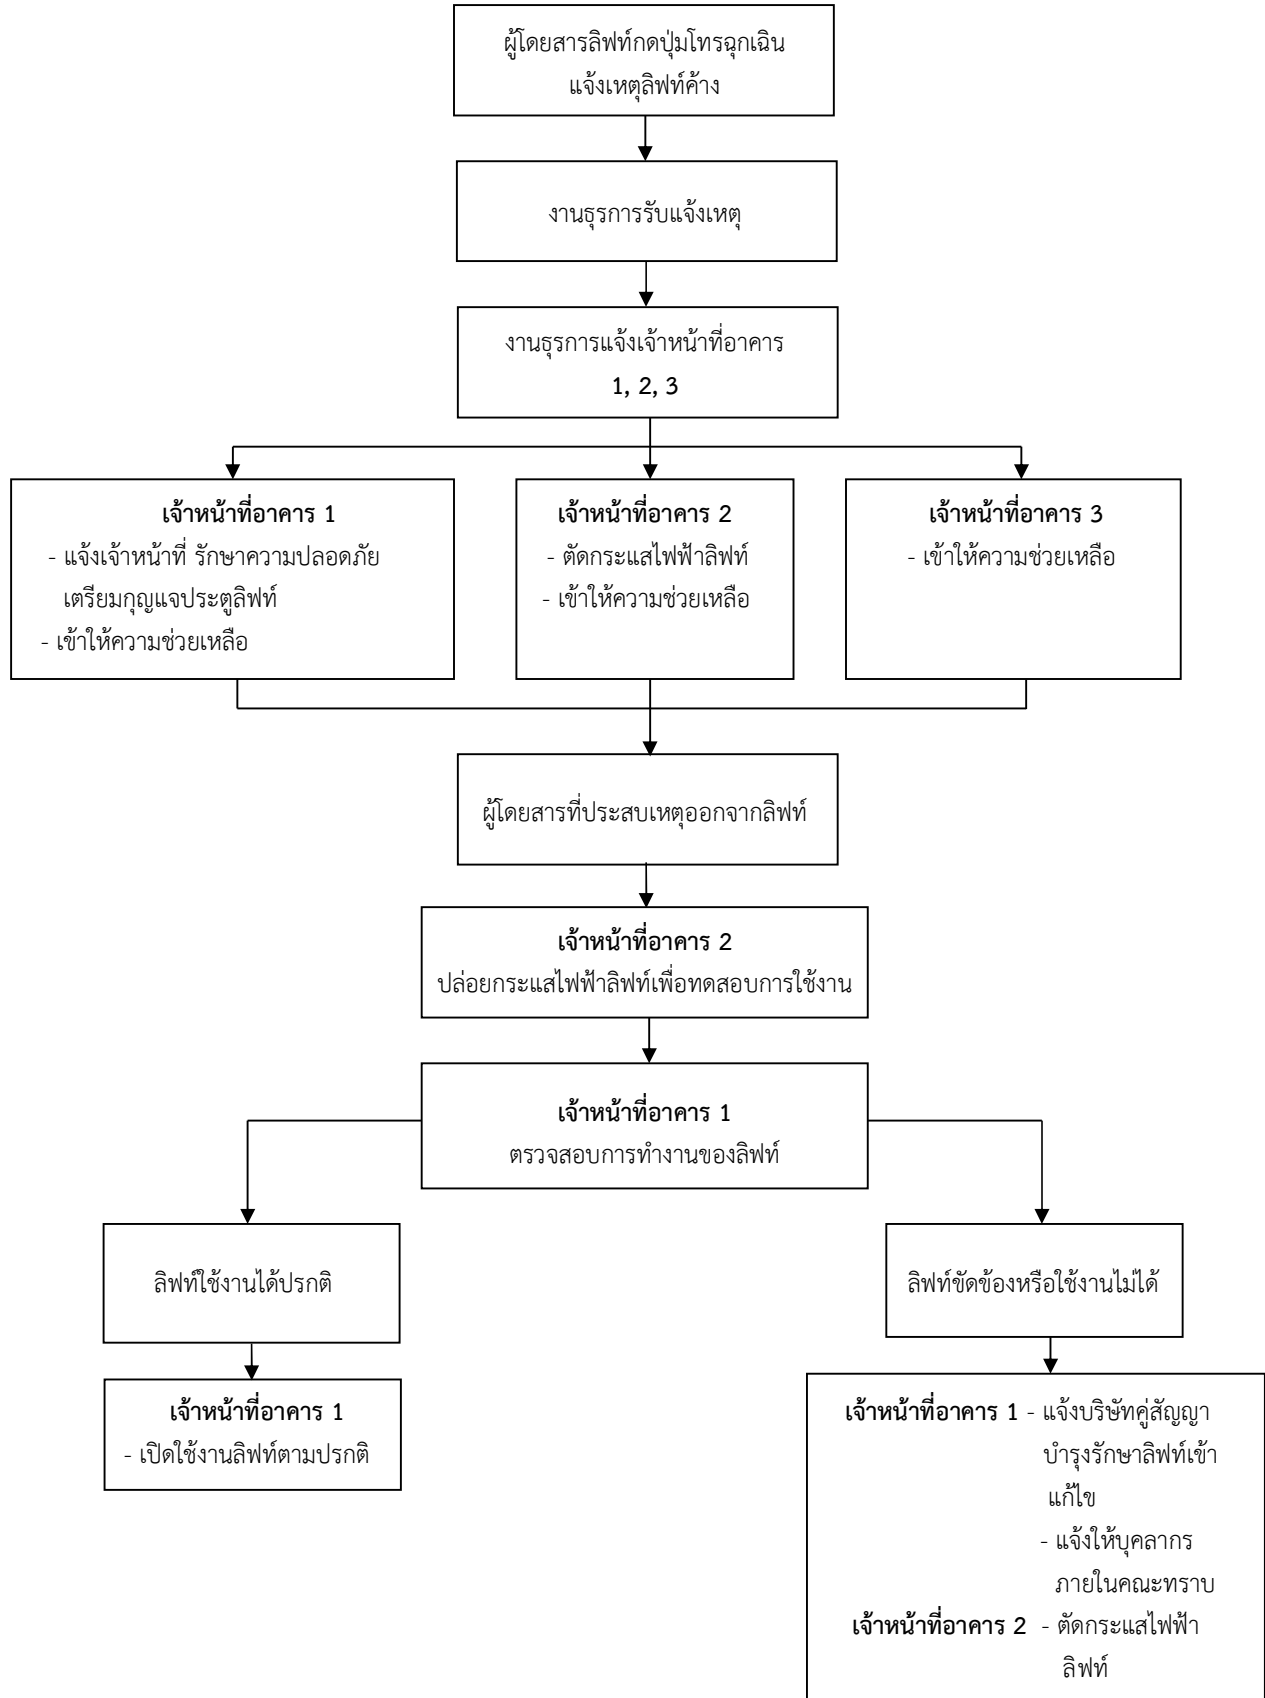 ผู้โดยสารลิฟท์กดปุ่มโทรฉุกเฉิน
แจ้งเหตุลิฟท์ค้าง
งานธุรการรับแจ้งเหตุ
งานธุรการแจ้งเจ้าหน้าที่อาคาร
1, 2, 3
เจ้าหน้าที่อาคาร 1
- แจ้งเจ้าหน้าที่ รักษาความปลอดภัย
เตรียมกุญแจประตูลิฟท์
- เข้าให้ความช่วยเหลือ
เจ้าหน้าที่อาคาร 2
- ตัดกระแสไฟฟ้าลิฟท์
- เข้าให้ความช่วยเหลือ
เจ้าหน้าที่อาคาร 3
- เข้าให้ความช่วยเหลือ
ผู้โดยสารที่ประสบเหตุออกจากลิฟท์
เจ้าหน้าที่อาคาร 2
ปล่อยกระแสไฟฟ้าลิฟท์เพื่อทดสอบการใช้งาน
เจ้าหน้าที่อาคาร 1
ตรวจสอบการทำงานของลิฟท์
ลิฟท์ใช้งานได้ปรกติ
เจ้าหน้าที่อาคาร 1
- เปิดใช้งานลิฟท์ตามปรกติ
ลิฟท์ขัดข้องหรือใช้งานไม่ได้
เจ้าหน้าที่อาคาร 1 - แจ้งบริษัทคู่สัญญา
บำรุงรักษาลิฟท์เข้า
แก้ไข
- แจ้งให้บุคลากร
ภายในคณะทราบ
เจ้าหน้าที่อาคาร 2 - ตัดกระแสไฟฟ้า
ลิฟท์